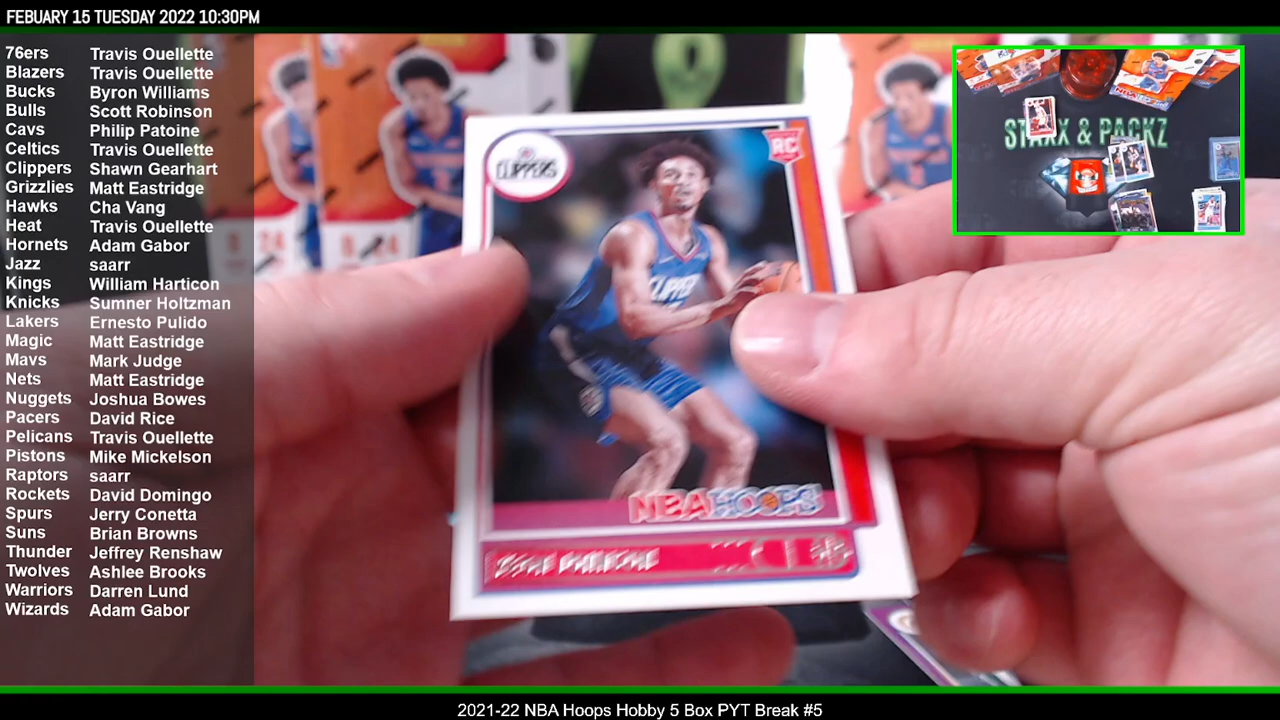 FEBUARY 15 TUESDAY 2022 10:30PM
76ers Travis Ouellette
Blazers Travis Ouellette
Bucks Byron Williams
Bulls Scott Robinson
Cavs Philip Patoine
Celtics Travis Ouellette
Clippers Shawn Gearhart
Grizzlies Matt Eastridge
Hawks Cha Vang
Heat Travis Ouellette
Hornets Adam Gabor
Jazz saarr
Kings William Harticon
Knicks Sumner Holtzman
Lakers Ernesto Pulido
Magic Matt Eastridge
Mavs Mark Judge
Nets Matt Eastridge
Nuggets Joshua Bowes
Pacers David Rice
Pelicans Travis Ouellette
Pistons Mike Mickelson
Raptors saarr
Rockets David Domingo
Spurs Jerry Conetta
Suns Brian Browns
Thunder Jeffrey Renshaw
Twolves Ashlee Brooks
Warriors Darren Lund
Wizards Adam Gabor
CLIPPERS
RC
CLIPPERS
NBA HOOPS
STAXX & PACKZ
2021-22 NBA Hoops Hobby 5 Box PYT Break #5